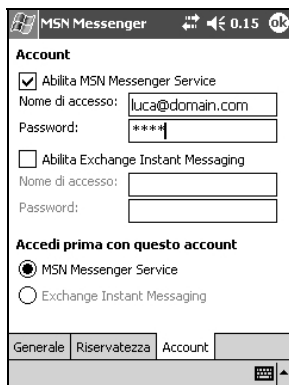 MSN Messenger 0.15 ok
Account
Abilita MSN Messenger Service
Nome di accesso: luca@domain.com
Password: ****
Abilita Exchange Instant Messaging
Nome di accesso:
Password:
Accedi prima con questo account
MSN Messenger Service
Exchange Instant Messaging
Generale Riservatezza Account